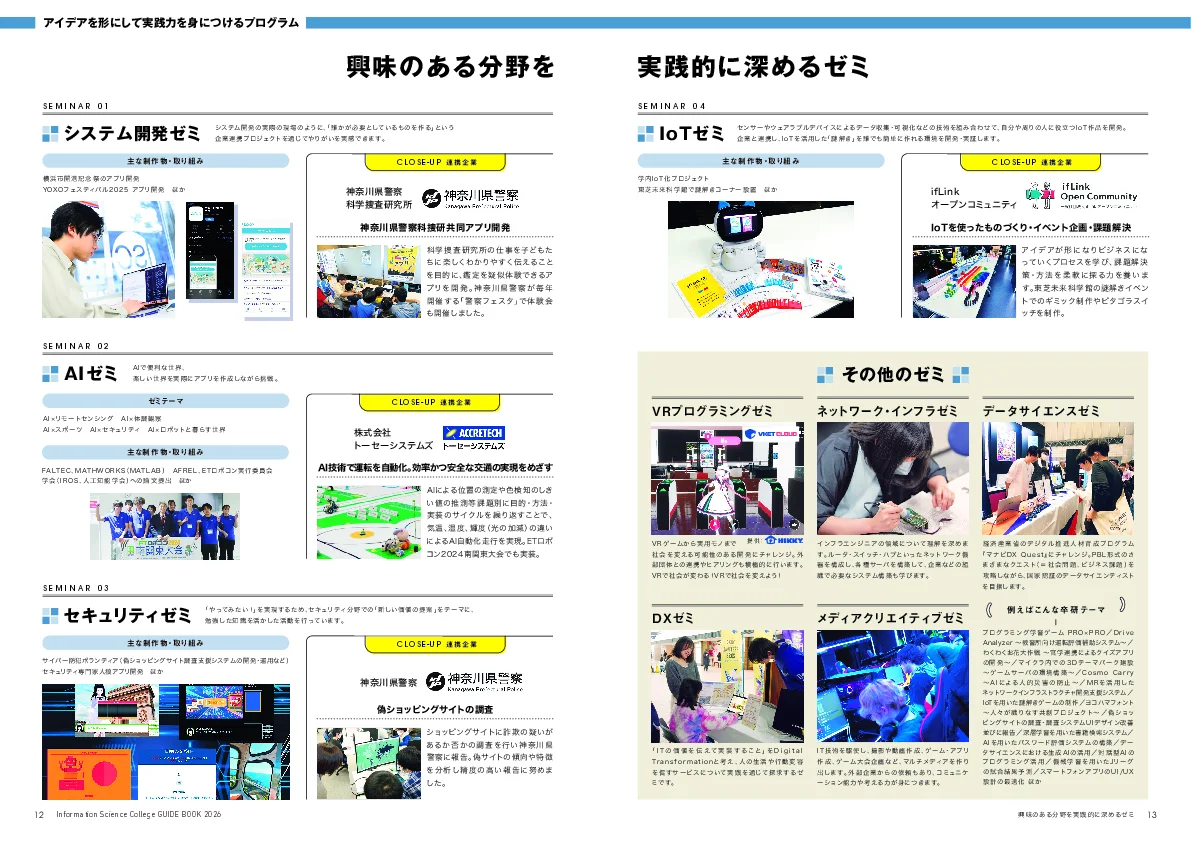 アイデアを形にして実践力を身につけるプログラム
興味のある分野を
実践的に深めるゼミ
SEMINAR 01
システム開発ゼミ
システム開発の実際の現場のように、「誰かが必要としているものを作る」という
企業連携プロジェクトを通じてやりがいを実感できます。
主な制作物・取り組み
横浜市開港記念祭のアプリ開発
YOXOフェスティバル2025 アプリ開発　ほか
CLOSE-UP 連携企業
神奈川県警察
科学捜査研究所
神奈川県警察
Kanagawa Prefectural Police
神奈川県警察科捜研共同アプリ開発
科学捜査研究所の仕事を子どもた
ちに楽しくわかりやすく伝えること
を目的に、鑑定を疑似体験できるア
プリを開発。神奈川県警察が毎年
開催する「警察フェスタ」で体験会
も開催しました。
SEMINAR 02
AIゼミ
AIで便利な世界、
楽しい世界を実際にアプリを作成しながら挑戦。
ゼミテーマ
AI×リモートセンシング　AI×体調観察
AI×スポーツ　AI×セキュリティ　AI×ロボットと暮らす世界
主な制作物・取り組み
FALTEC、MATHWORKS（MATLAB）　AFREL、ETロボコン実行委員会
学会（IROS、人工知能学会）への論文提出　ほか
CLOSE-UP 連携企業
株式会社
トーセーシステムズ
ACCRETECH
トーセーシステムズ
AI技術で運転を自動化。効率かつ安全な交通の実現をめざす
AIによる位置の測定や色検知のしき
い値の推測等課題別に目的・方法・
実装のサイクルを繰り返すことで、
気温、湿度、輝度（光の加減）の違い
によるAI自動化走行を実現。ETロボ
コン2024南関東大会でも実装。
SEMINAR 03
セキュリティゼミ
「やってみたい！」を実現するため、セキュリティ分野での「新しい価値の提案」をテーマに、
勉強した知識を活かした活動を行っています。
主な制作物・取り組み
サイバー防犯ボランティア（偽ショッピングサイト調査支援システムの開発・運用など）
セキュリティ専門家人狼アプリ開発　ほか
CLOSE-UP 連携企業
神奈川県警察
神奈川県警察
Kanagawa Prefectural Police
偽ショッピングサイトの調査
ショッピングサイトに詐欺の疑いが
あるか否かの調査を行い神奈川県
警察に報告。偽サイトの傾向や特徴
を分析し精度の高い報告に努めま
した。
12　Information Science College GUIDE BOOK 2026
SEMINAR 04
IoTゼミ
センサーやウェアラブルデバイスによるデータ収集・可視化などの技術を組み合わせて、自分や周りの人に役立つIoT作品を開発。
企業と連携し、IoTを活用した「謎解き」を誰でも簡単に作れる環境を開発・実証します。
主な制作物・取り組み
学内IoT化プロジェクト
東芝未来科学館で謎解きコーナー設置　ほか
CLOSE-UP 連携企業
ifLink
オープンコミュニティ
ifLink
Open Community
IoTを使ったものづくり・イベント企画・課題解決
アイデアが形になりビジネスにな
っていくプロセスを学び、課題解決
策・方法を柔軟に探る力を養いま
す。東芝未来科学館の謎解きイベン
トでのギミック制作やピタゴラスイ
ッチを制作。
その他のゼミ
VRプログラミングゼミ
VKET CLOUD
提供: HIKKY
VRゲームから実用モノまで
社会を変える可能性のある開発にチャレンジ。外
部団体との連携やヒアリングも積極的に行います。
VRで社会が変わる！VRで社会を変えよう！
ネットワーク・インフラゼミ
インフラエンジニアの領域について理解を深めま
す。ルータ・スイッチ・ハブといったネットワーク機
器を構成し、各種サーバを構築して、企業などの組
織で必要なシステム構築も学びます。
データサイエンスゼミ
経済産業省のデジタル推進人材育成プログラム
「マナビDX Quest」にチャレンジ。PBL形式のさ
まざまなクエスト（＝社会問題、ビジネス課題）を
攻略しながら、国家認証のデータサイエンティスト
を目指します。
DXゼミ
「ITの価値を伝えて実装すること」をDigital
Transformationと考え、人の生活や行動変容
を促すサービスについて実践を通じて探求するゼ
ミです。
メディアクリエイティブゼミ
IT技術を駆使し、撮影や動画作成、ゲーム・アプリ
作成、ゲーム大会企画など、マルチメディアを作り
出します。外部企業からの依頼もあり、コミュニケ
ーション能力や考える力が身につきます。
例えばこんな卒研テーマ
プログラミング学習ゲーム PRO×PRO／Drive
Analyzer ～教習所向け運転評価補助システム～／
わくわくお花大作戦 ～官学連携によるクイズアプリ
の開発～／マイクラ内での3Dテーマパーク建設
～ゲームサーバの環境構築～／Cosmo Carry
～AIによる人的災害の防止～／MRを活用した
ネットワークインフラストラクチャ開発支援システム／
IoTを用いた謎解きゲームの制作／ヨコハマフォント
～人々が織りなす共創プロジェクト～／偽ショッ
ピングサイトの調査・調査システムUIデザイン改善
並びに報告／深層学習を用いた書籍検索システム／
AIを用いたパスワード評価システムの構築／デー
タサイエンスにおける生成AIの活用／対話型AIの
プログラミング活用／機械学習を用いたJリーグ
の試合結果予測／スマートフォンアプリのUI/UX
設計の最適化 ほか
興味のある分野を実践的に深めるゼミ　13